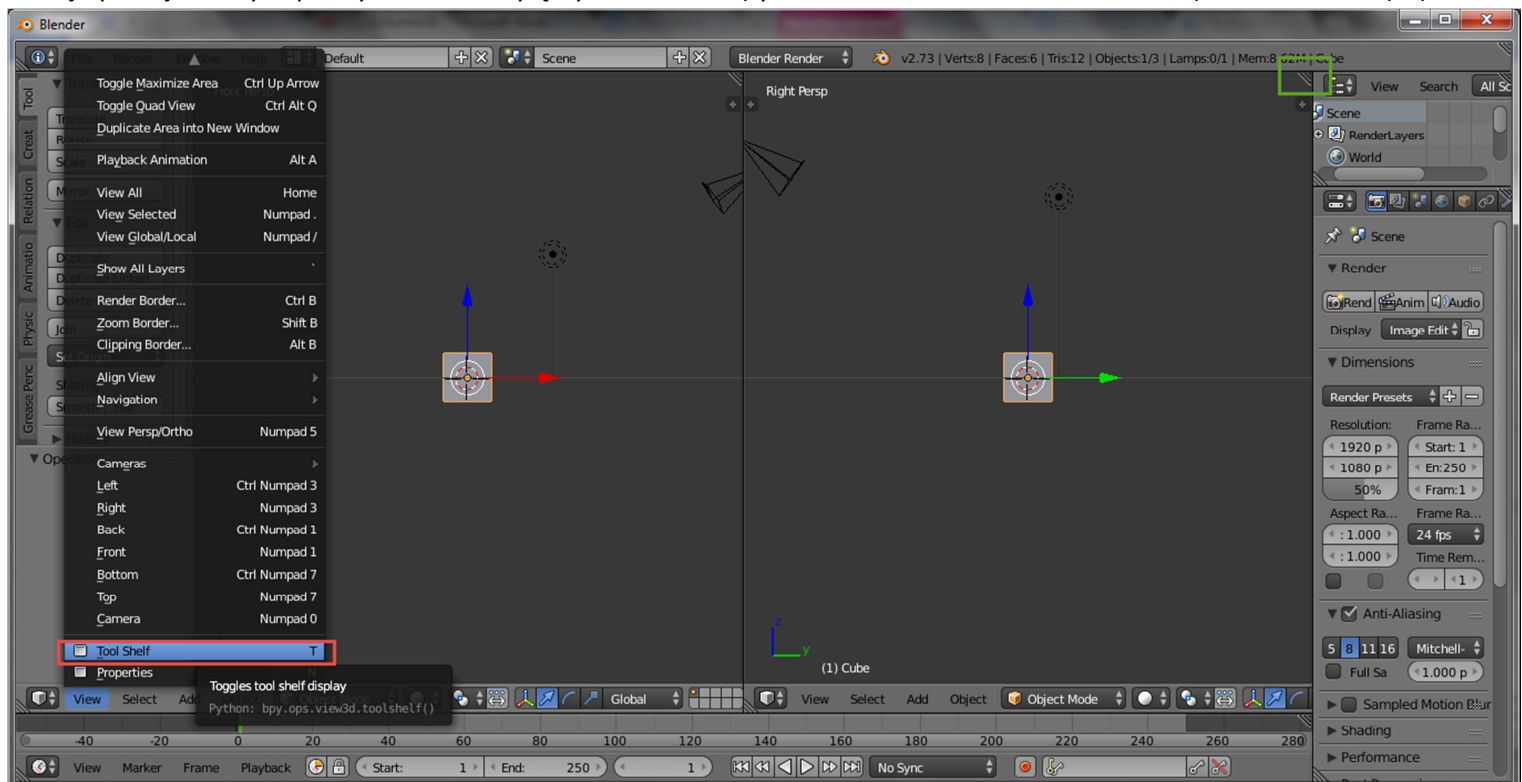 Blender
Default
Scene
Blender Render
v2.73 | Verts:8 | Faces:6 | Tris:12 | Objects:1/3 | Lamps:0/1 | Mem:8.62M | Cube
Toggle Maximize Area Ctrl Up Arrow
Toggle Quad View Ctrl Alt Q
Duplicate Area into New Window
Playback Animation Alt A
View All Home
View Selected Numpad .
View Global/Local Numpad /
Show All Layers `
Render Border... Ctrl B
Zoom Border... Shift B
Clipping Border... Alt B
Align View
Navigation
View Persp/Ortho Numpad 5
Cameras
Left Ctrl Numpad 3
Right Numpad 3
Back Ctrl Numpad 1
Front Numpad 1
Bottom Ctrl Numpad 7
Top Numpad 7
Camera Numpad 0
Tool Shelf T
Properties N
Toggles tool shelf display
Python: bpy.ops.view3d.toolshelf()
Tool
Creat
Relation
Animatio
Physic
Grease Penc
Right Persp
z
y
(1) Cube
View Select Add
Global
View Select Add Object Object Mode
View Search All Sc
Scene
RenderLayers
World
Scene
Render
Rend Anim Audio
Display Image Edit
Dimensions
Render Presets
Resolution: Frame Ra...
1920 p Start: 1
1080 p En:250
50% Fram:1
Aspect Ra... Frame Ra...
: 1.000 24 fps
: 1.000 Time Rem...
1
Anti-Aliasing
5 8 11 16 Mitchell-
Full Sa 1.000 p
Sampled Motion Blur
Shading
Performance
-40 -20 0 20 40 60 80 100 120 140 160 180 200 220 240 260 280
View Marker Frame Playback Start: 1 End: 250 1 No Sync